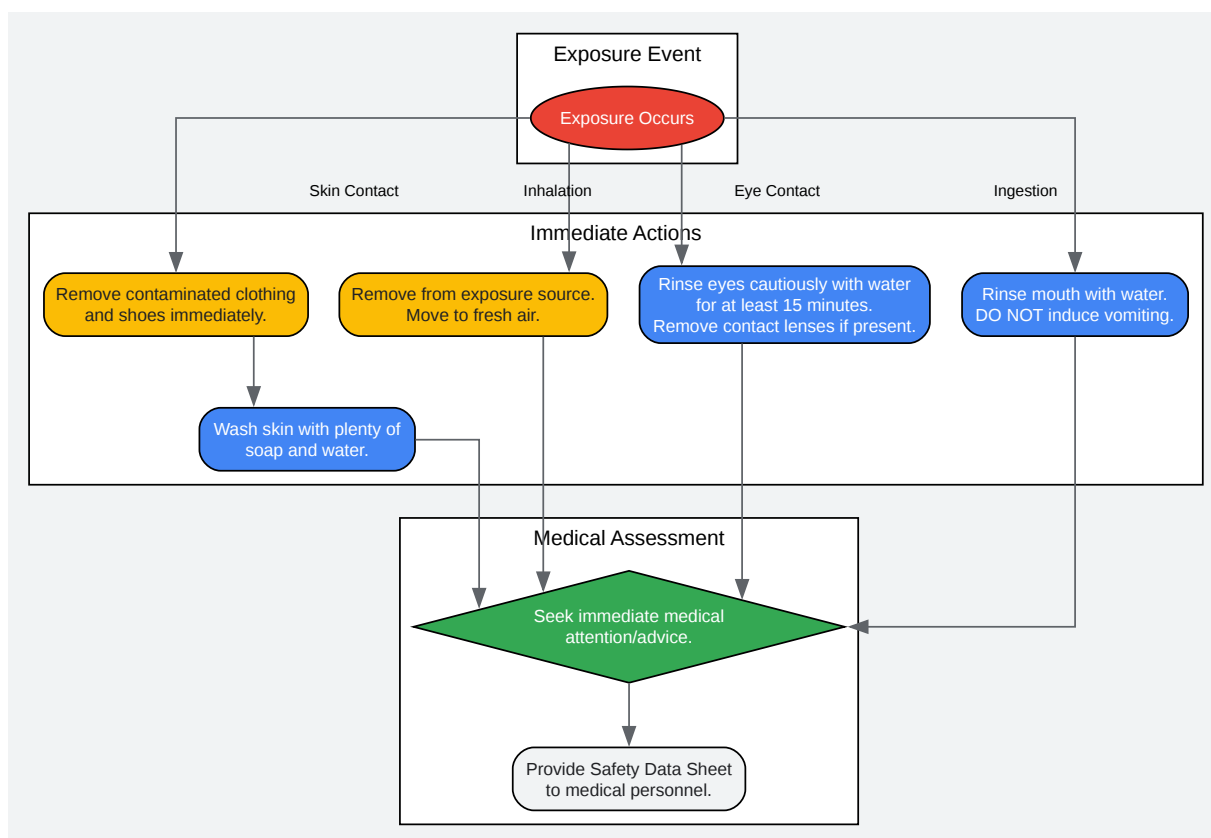 Exposure Event
Exposure Occurs
Skin Contact
Inhalation
Eye Contact
Ingestion
Immediate Actions
Remove contaminated clothing
and shoes immediately.
Remove from exposure source.
Move to fresh air.
Rinse eyes cautiously with water
for at least 15 minutes.
Remove contact lenses if present.
Rinse mouth with water.
DO NOT induce vomiting.
Wash skin with plenty of
soap and water.
Medical Assessment
Seek immediate medical
attention/advice.
Provide Safety Data Sheet
to medical personnel.